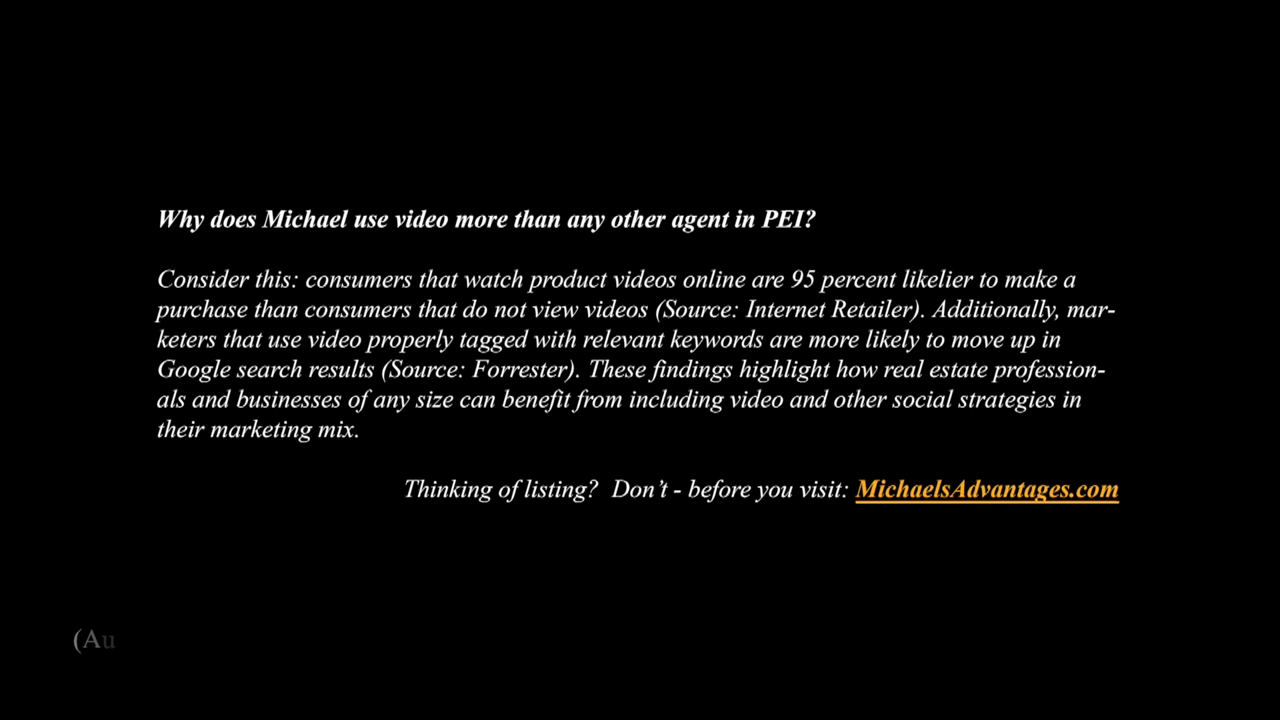 Why does Michael use video more than any other agent in PEI?
Consider this: consumers that watch product videos online are 95 percent likelier to make a
purchase than consumers that do not view videos (Source: Internet Retailer). Additionally, mar-
keters that use video properly tagged with relevant keywords are more likely to move up in
Google search results (Source: Forrester). These findings highlight how real estate profession-
als and businesses of any size can benefit from including video and other social strategies in
their marketing mix.
Thinking of listing?  Don’t - before you visit: MichaelsAdvantages.com
(Au